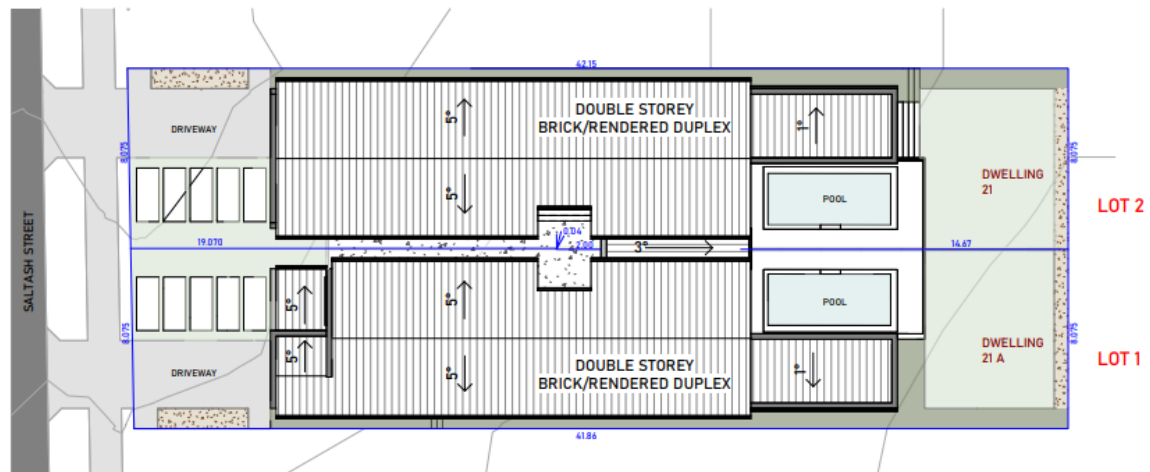 42.15
DOUBLE STOREY
BRICK/RENDERED DUPLEX
5°
1°
DRIVEWAY
8.075
8.075
DWELLING
21
POOL
LOT 2
5°
SALTASH STREET
19.070
0.04
2.00
3°
14.67
5°
5°
POOL
8.075
8.075
DWELLING
21 A
LOT 1
5°
5°
DOUBLE STOREY
BRICK/RENDERED DUPLEX
1°
DRIVEWAY
41.86